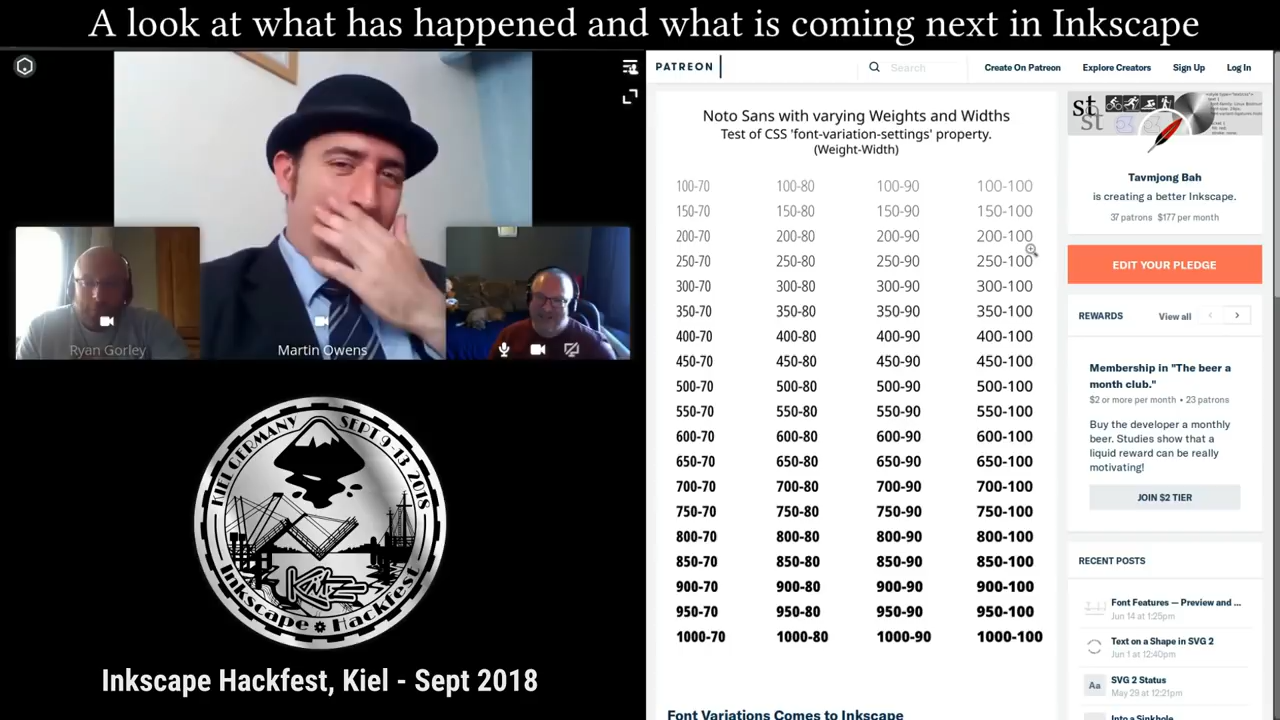 A look at what has happened and what is coming next in Inkscape
Ryan Gorley
Martin Owens
KIEL GERMANY SEPT 9-13 2018
Kiel
Inkscape Hackfest
Inkscape Hackfest, Kiel - Sept 2018
PATREON
Search
Create On Patreon
Explore Creators
Sign Up
Log In
Noto Sans with varying Weights and Widths
Test of CSS 'font-variation-settings' property.
(Weight-Width)
100-70 100-80 100-90 100-100
150-70 150-80 150-90 150-100
200-70 200-80 200-90 200-100
250-70 250-80 250-90 250-100
300-70 300-80 300-90 300-100
350-70 350-80 350-90 350-100
400-70 400-80 400-90 400-100
450-70 450-80 450-90 450-100
500-70 500-80 500-90 500-100
550-70 550-80 550-90 550-100
600-70 600-80 600-90 600-100
650-70 650-80 650-90 650-100
700-70 700-80 700-90 700-100
750-70 750-80 750-90 750-100
800-70 800-80 800-90 800-100
850-70 850-80 850-90 850-100
900-70 900-80 900-90 900-100
950-70 950-80 950-90 950-100
1000-70 1000-80 1000-90 1000-100
Font Variations Comes to Inkscape
st
st
Tavmjong Bah
is creating a better Inkscape.
37 patrons $177 per month
EDIT YOUR PLEDGE
REWARDS
View all
Membership in "The beer a
month club."
$2 or more per month • 23 patrons
Buy the developer a monthly
beer. Studies show that a
liquid reward can be really
motivating!
JOIN $2 TIER
RECENT POSTS
Font Features — Preview and ...
Jun 14 at 1:25pm
Text on a Shape in SVG 2
Jun 1 at 12:40pm
Aa
SVG 2 Status
May 29 at 12:21pm
Into a Sinkhole